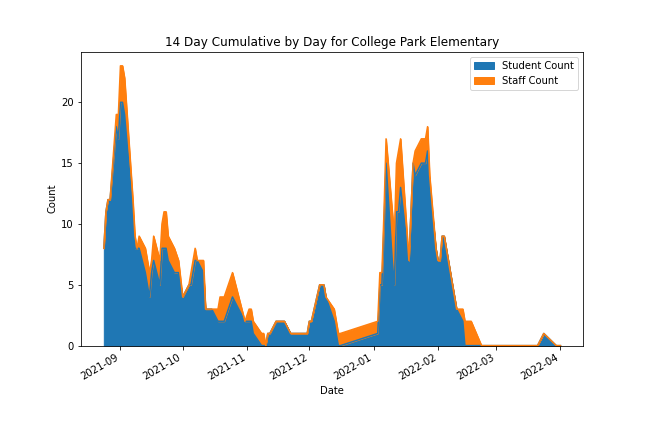 14 Day Cumulative by Day for College Park Elementary
Student Count
Staff Count
Count
20
15
10
5
0
2021-09
2021-10
2021-11
2021-12
2022-01
2022-02
2022-03
2022-04
Date